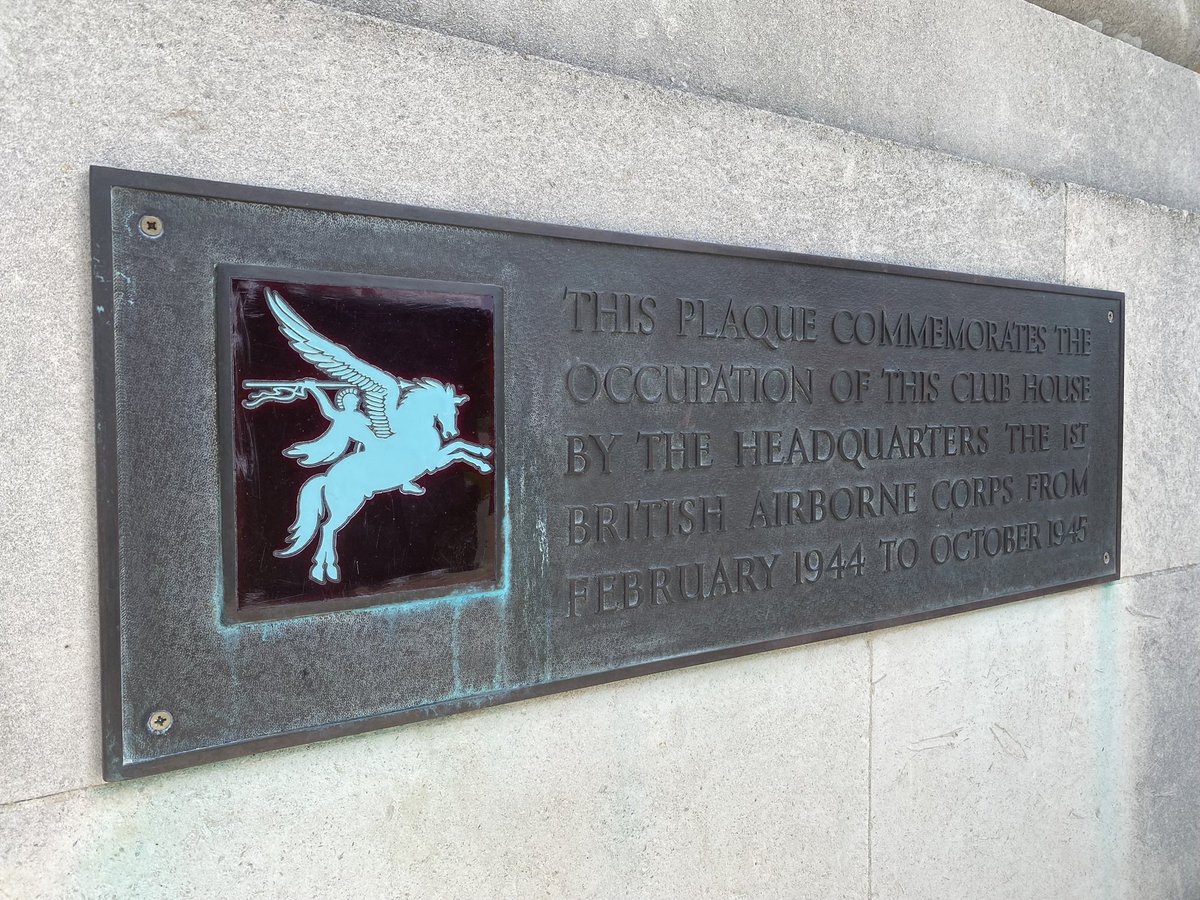 THIS PLAQUE COMMEMORATES THE
OCCUPATION OF THIS CLUB HOUSE
BY THE HEADQUARTERS THE 1ST
BRITISH AIRBORNE CORPS FROM
FEBRUARY 1944 TO OCTOBER 1945